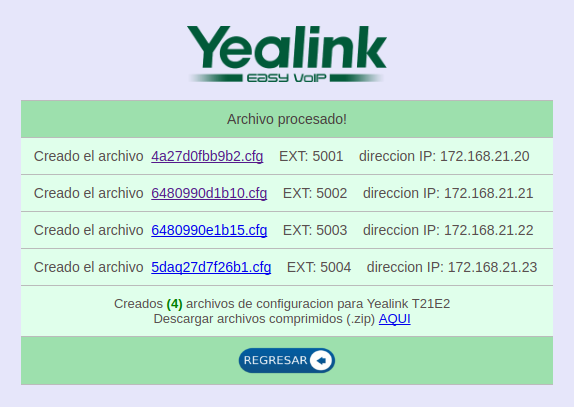 Yealink
EASY VoIP
Archivo procesado!
Creado el archivo 4a27d0fbb9b2.cfg EXT: 5001 direccion IP: 172.168.21.20
Creado el archivo 6480990d1b10.cfg EXT: 5002 direccion IP: 172.168.21.21
Creado el archivo 6480990e1b15.cfg EXT: 5003 direccion IP: 172.168.21.22
Creado el archivo 5daq27d7f26b1.cfg EXT: 5004 direccion IP: 172.168.21.23
Creados (4) archivos de configuracion para Yealink T21E2
Descargar archivos comprimidos (.zip) AQUI
REGRESAR